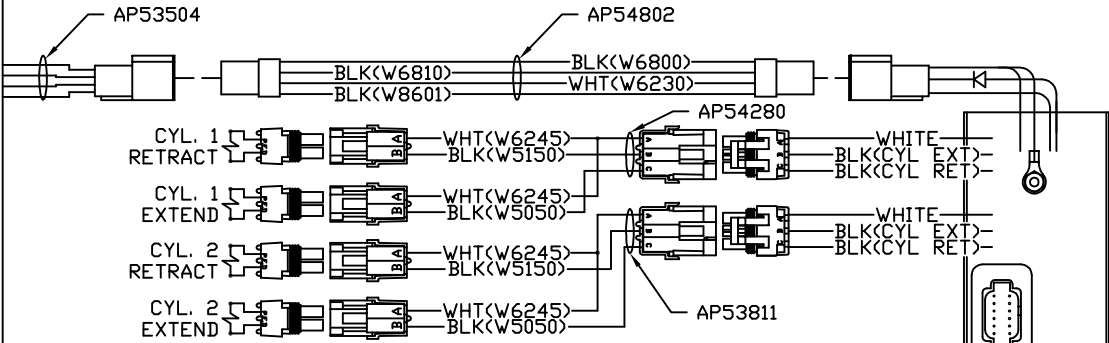 AP53504
AP54802
BLK(W6810)
BLK(W6800)
WHT(W6230)
BLK(W8601)
AP54280
CYL. 1
RETRACT
A
B
WHT(W6245)
BLK(W5150)
A
B
C
WHITE
BLK(CYL EXT)
BLK(CYL RET)
CYL. 1
EXTEND
A
B
WHT(W6245)
BLK(W5050)
CYL. 2
RETRACT
A
B
WHT(W6245)
BLK(W5150)
A
B
C
WHITE
BLK(CYL EXT)
BLK(CYL RET)
CYL. 2
EXTEND
A
B
WHT(W6245)
BLK(W5050)
AP53811